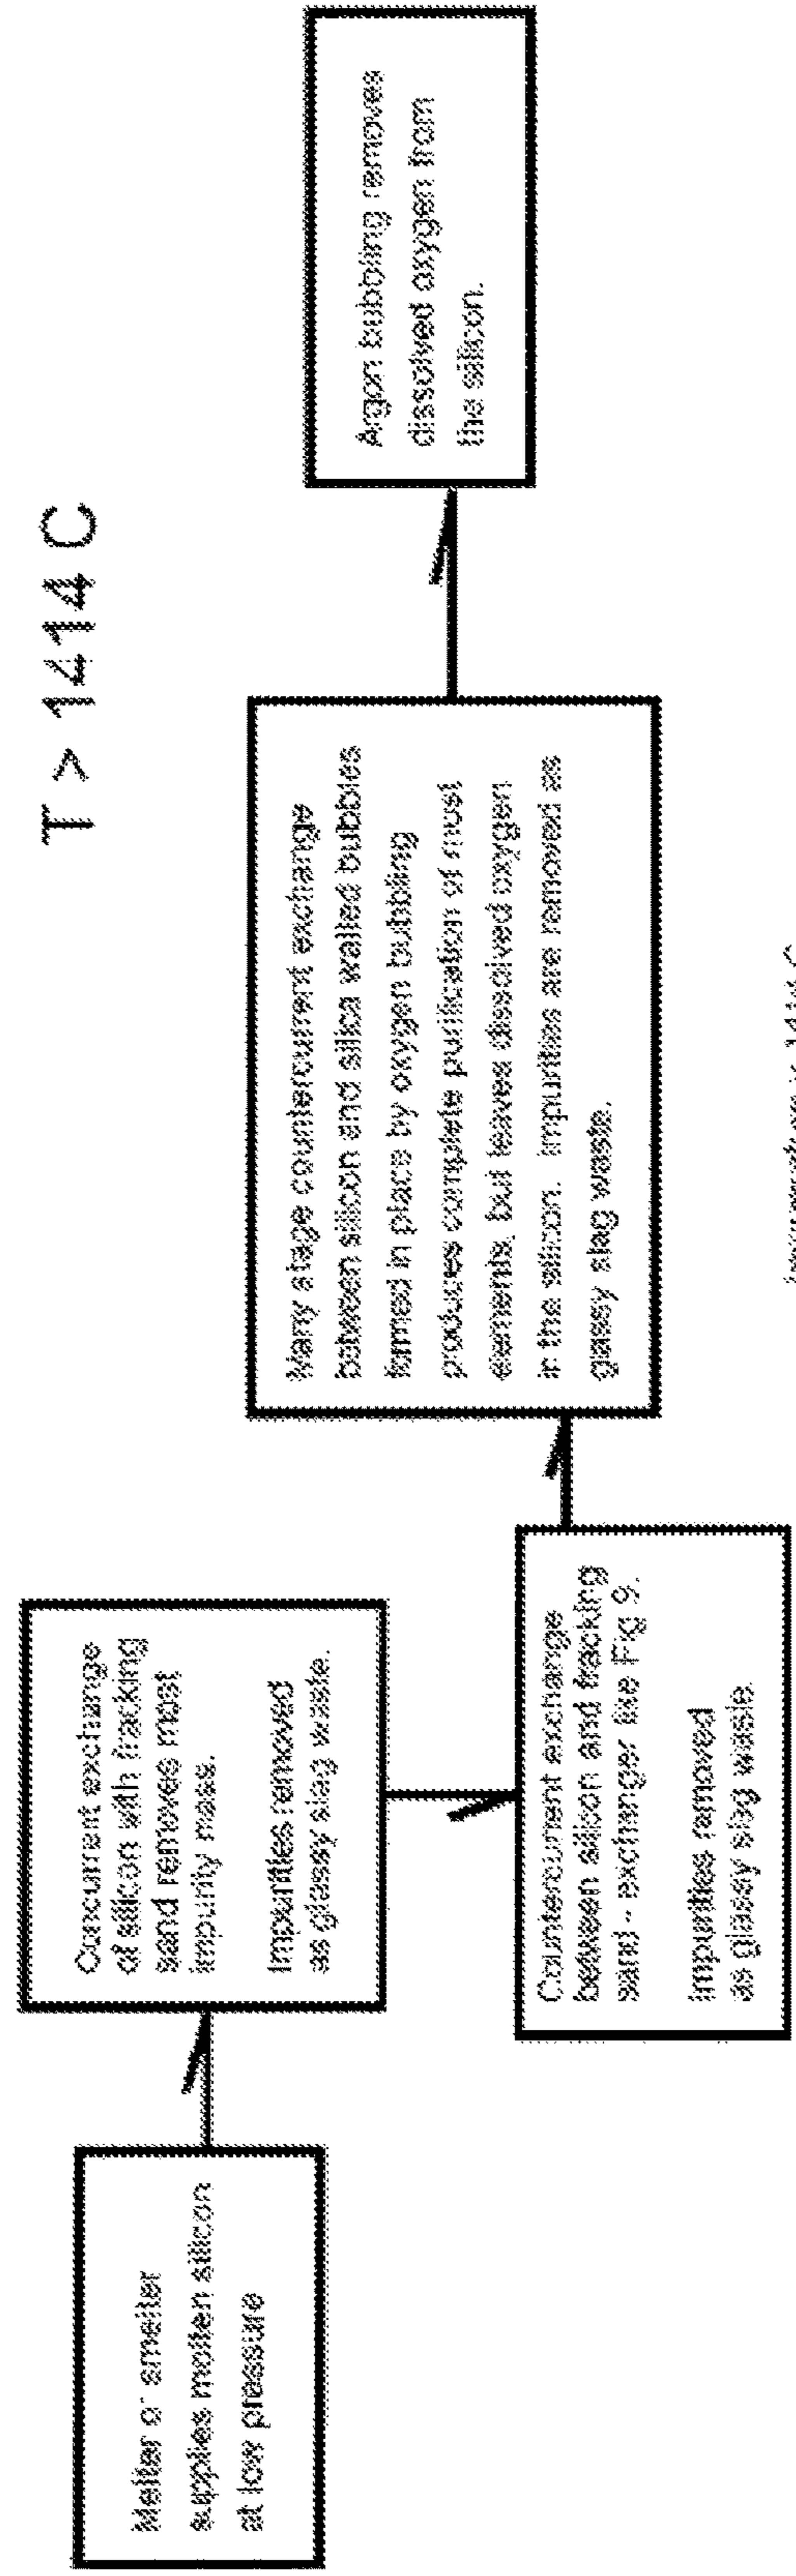 T > 1414 C
Melter or smelter
supplies molten silicon
at low pressure
Concurrent exchange
of silicon with fracking
sand removes most
impurity mass.
Impurities removed
as glassy slag waste.
Countercurrent exchange
between silicon and fracking
sand - exchanger like Fig 9.
Impurities removed
as glassy slag waste.
Many stage countercurrent exchange
between silicon and silica walled bubbles
formed in place by oxygen bubbling
produces complete purification of most
elements, but leaves dissolved oxygen
in the silicon. Impurities are removed as
glassy slag waste.
Argon bubbling removes
dissolved oxygen from
the silicon.